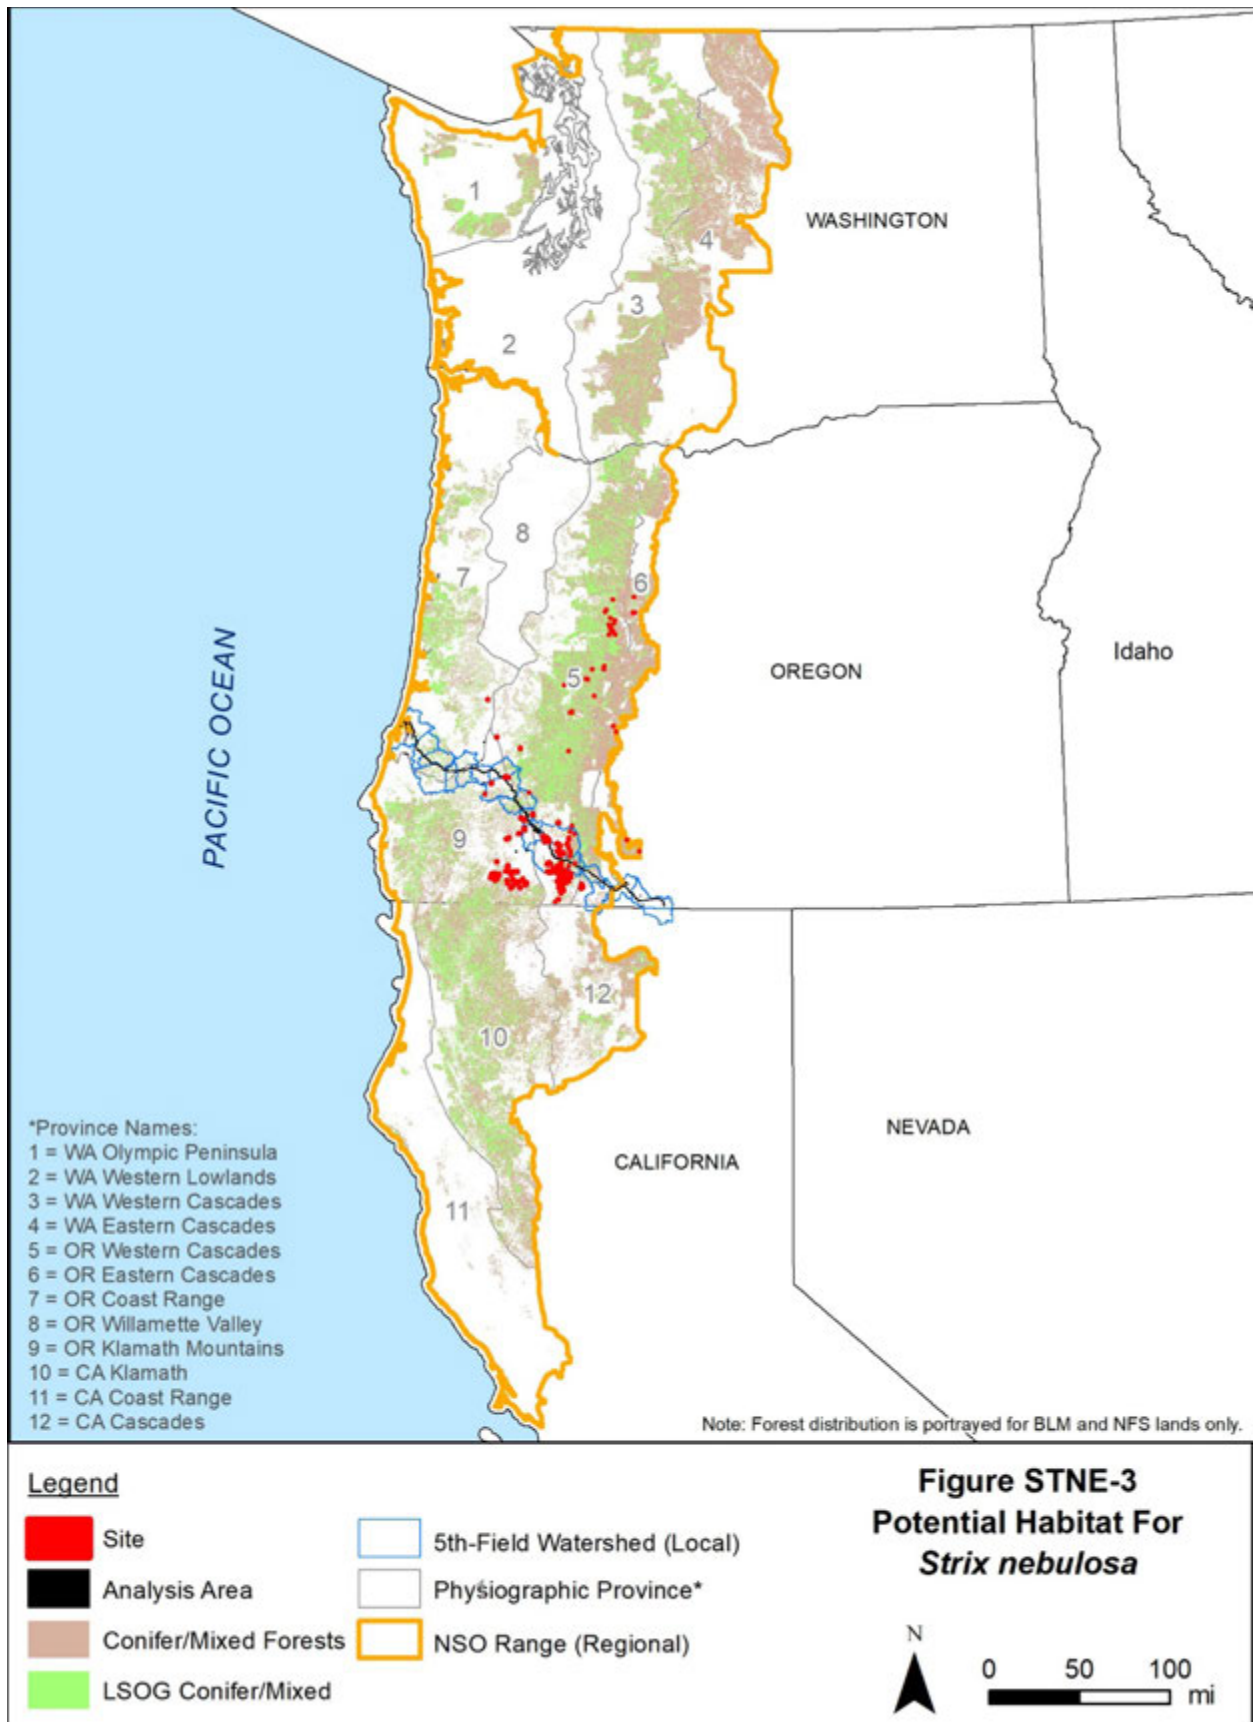 WASHINGTON
1
4
3
2
8
7
6
PACIFIC OCEAN
5
OREGON
Idaho
9
12
10
NEVADA
CALIFORNIA
11
*Province Names:
1 = WA Olympic Peninsula
2 = WA Western Lowlands
3 = WA Western Cascades
4 = WA Eastern Cascades
5 = OR Western Cascades
6 = OR Eastern Cascades
7 = OR Coast Range
8 = OR Willamette Valley
9 = OR Klamath Mountains
10 = CA Klamath
11 = CA Coast Range
12 = CA Cascades
Note: Forest distribution is portrayed for BLM and NFS lands only.
Legend
Site
Analysis Area
Conifer/Mixed Forests
LSOG Conifer/Mixed
5th-Field Watershed (Local)
Physiographic Province*
NSO Range (Regional)
Figure STNE-3
Potential Habitat For
Strix nebulosa
N
0 50 100
mi